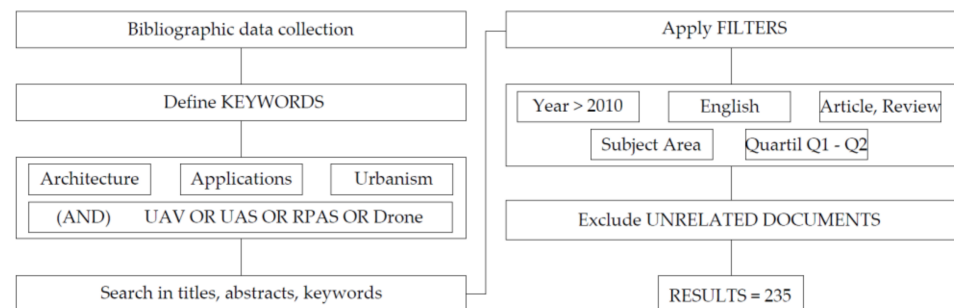 Bibliographic data collection
Define KEYWORDS
Architecture
Applications
Urbanism
(AND) UAV OR UAS OR RPAS OR Drone
Search in titles, abstracts, keywords
Apply FILTERS
Year > 2010
English
Article, Review
Subject Area
Quartil Q1 - Q2
Exclude UNRELATED DOCUMENTS
RESULTS = 235